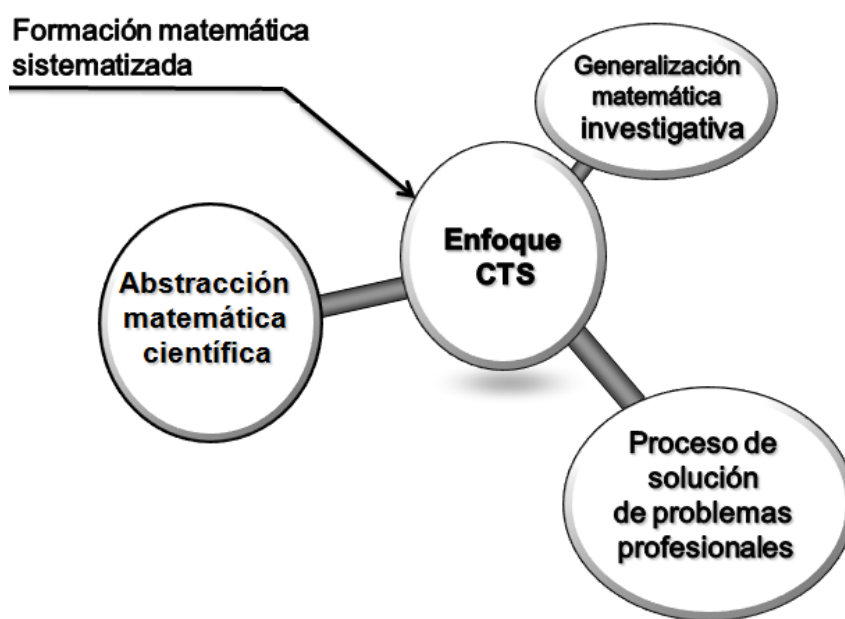 Formación matemática
sistematizada
Generalización
matemática
investigativa
Enfoque
CTS
Abstracción
matemática
científica
Proceso de
solución
de problemas
profesionales